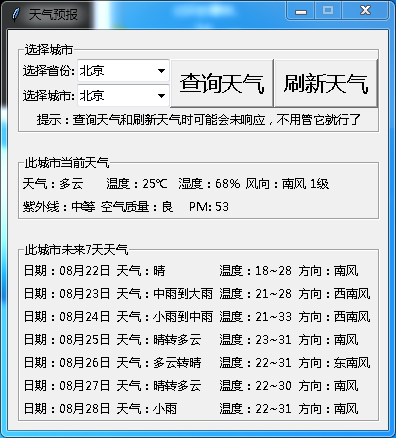 天气预报
选择城市
选择省份: 北京
选择城市: 北京
查询天气 刷新天气
提示：查询天气和刷新天气时可能会未响应，不用管它就行了
此城市当前天气
天气：多云 温度：25℃ 湿度：68% 风向：南风 1级
紫外线：中等 空气质量：良 PM: 53
此城市未来7天天气
日期：08月22日 天气：晴 温度：18~28 方向：南风
日期：08月23日 天气：中雨到大雨 温度：21~28 方向：西南风
日期：08月24日 天气：小雨到中雨 温度：21~33 方向：西南风
日期：08月25日 天气：晴转多云 温度：23~31 方向：南风
日期：08月26日 天气：多云转晴 温度：22~31 方向：东南风
日期：08月27日 天气：晴转多云 温度：22~30 方向：南风
日期：08月28日 天气：小雨 温度：22~31 方向：南风